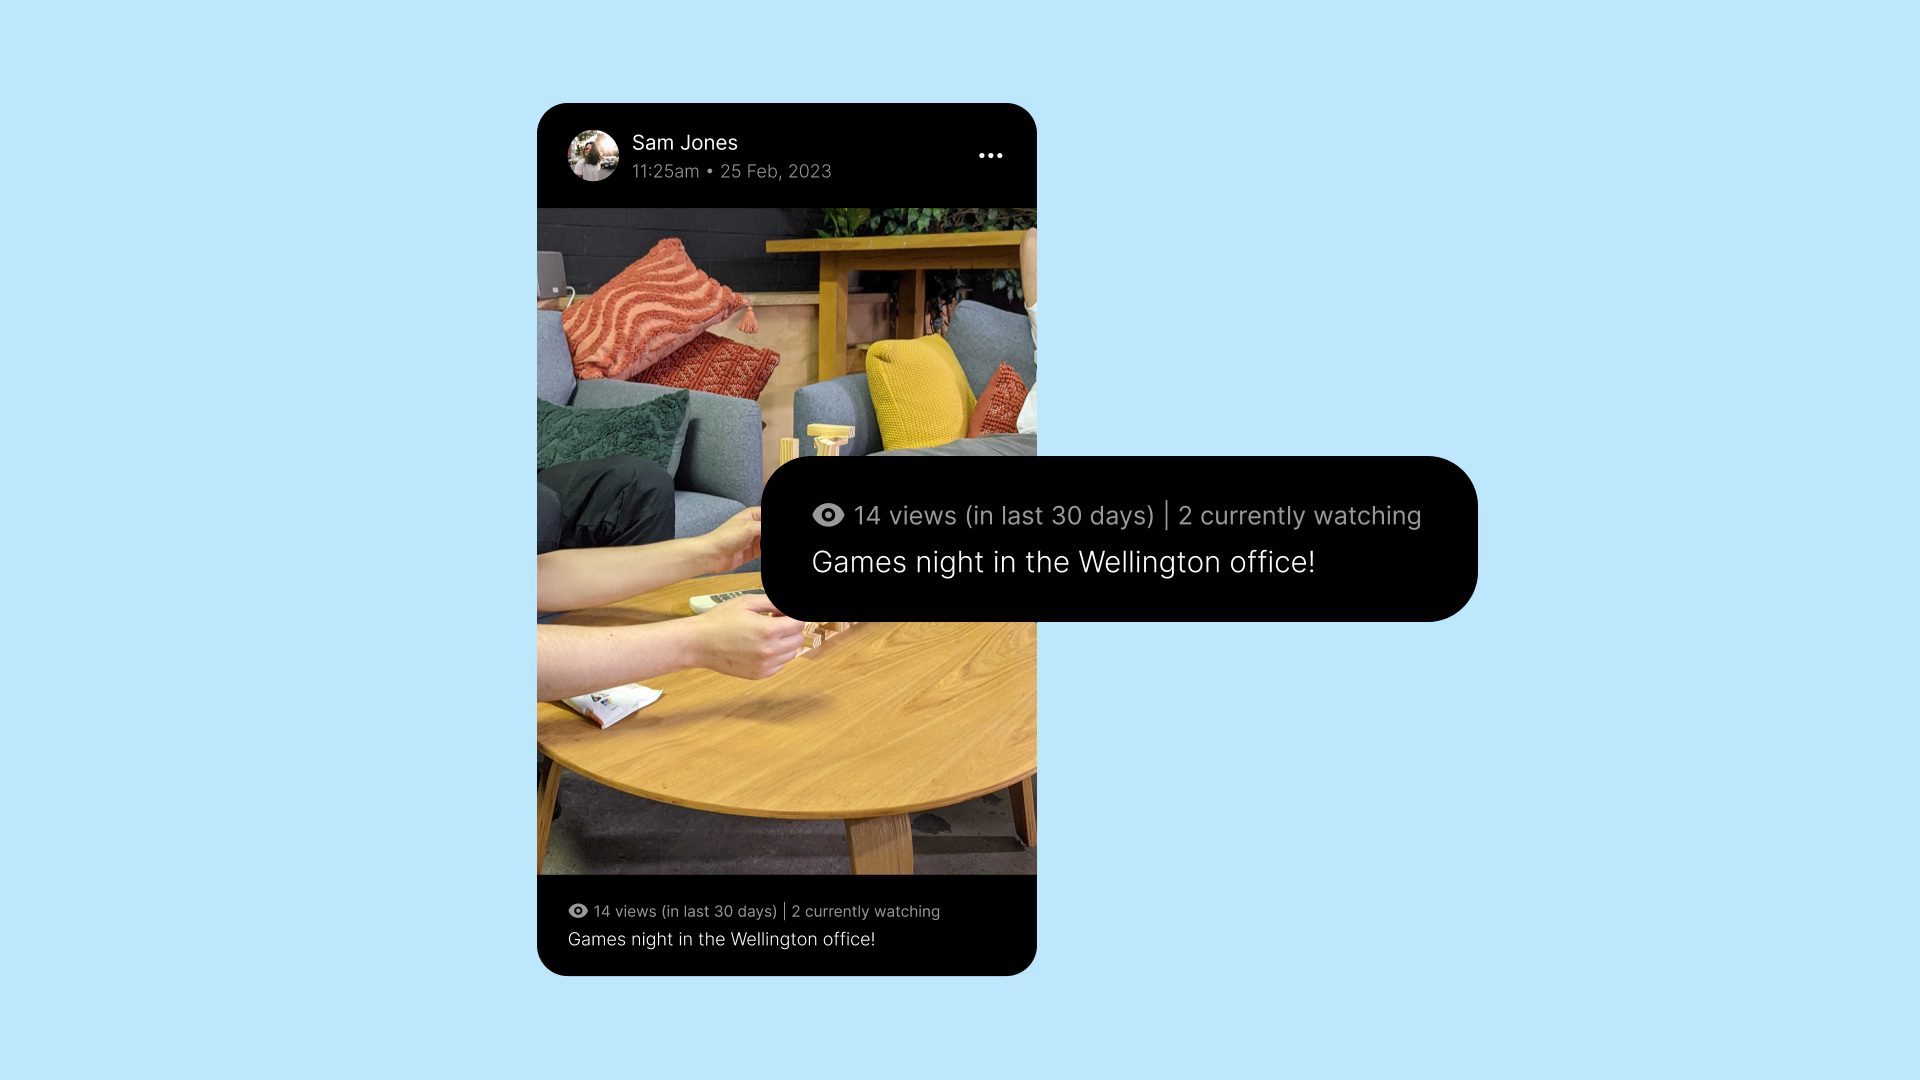 Sam Jones
11:25am • 25 Feb, 2023
14 views (in last 30 days) | 2 currently watching
Games night in the Wellington office!
14 views (in last 30 days) | 2 currently watching
Games night in the Wellington office!